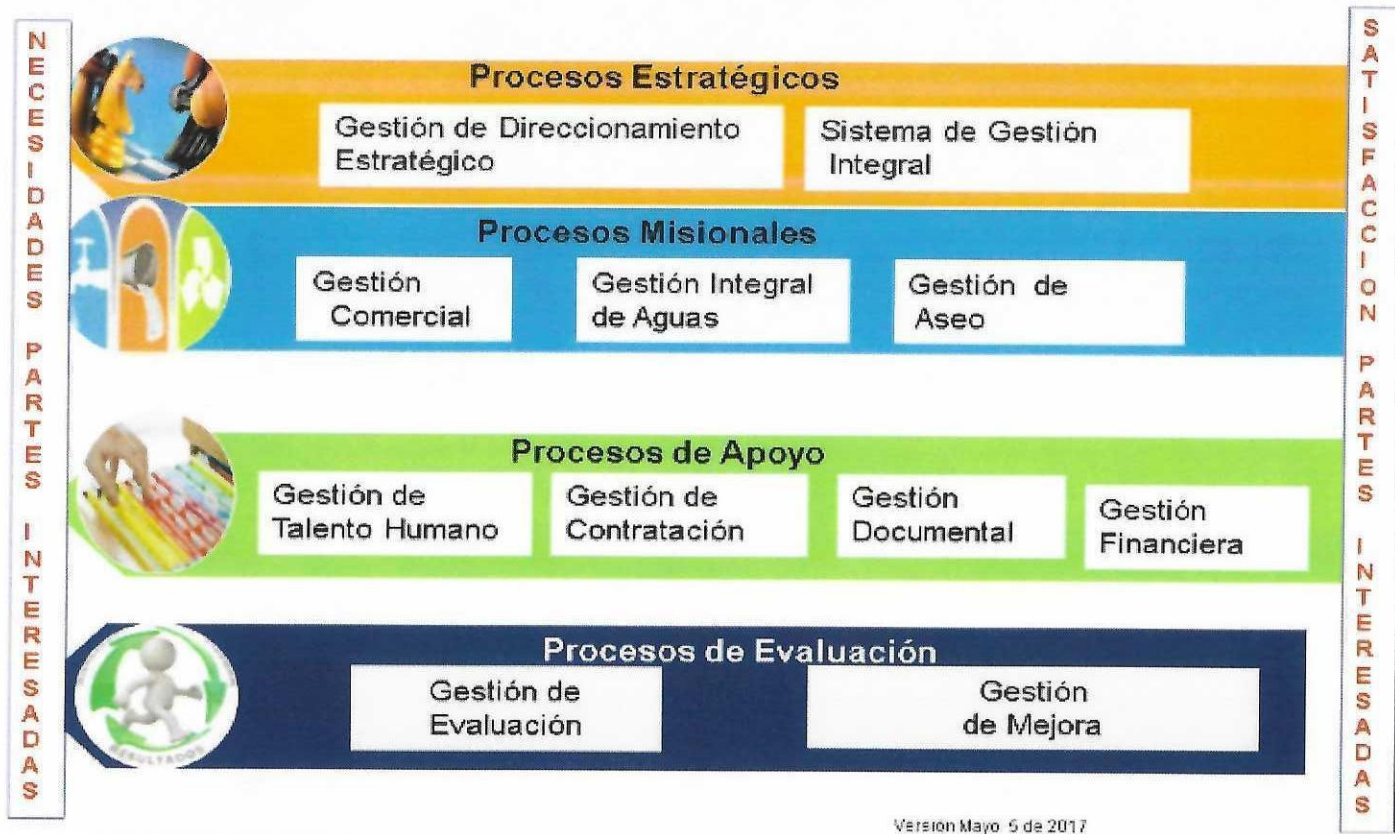 NECESIDADES PARTES INTERESADAS
Procesos Estratégicos
Gestión de Direccionamiento
Estratégico
Sistema de Gestión
Integral
Procesos Misionales
Gestión
Comercial
Gestión Integral
de Aguas
Gestión de
Aseo
Procesos de Apoyo
Gestión de
Talento Humano
Gestión de
Contratación
Gestión
Documental
Gestión
Financiera
Procesos de Evaluación
Gestión de
Evaluación
Gestión
de Mejora
RESULTADOS
SATISFACCION PARTES INTERESADAS
Version Mayo 5 de 2017